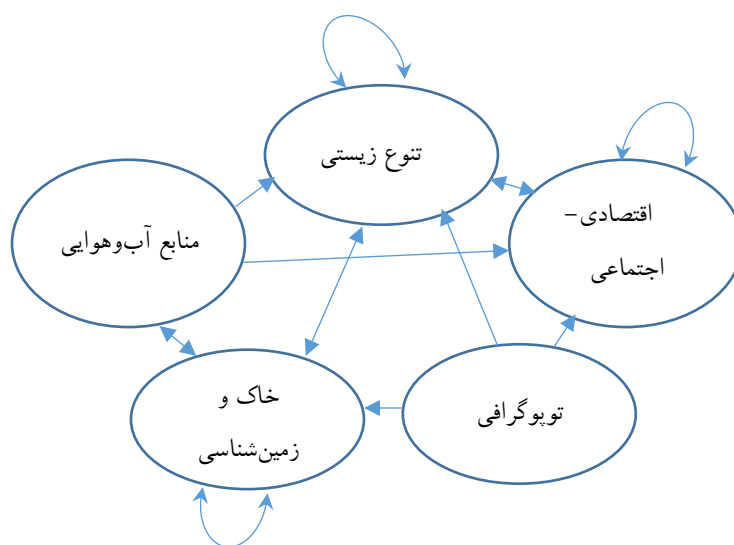 تنوع زیستی
اقتصادی-
اجتماعی
منابع آب‌وهوایی
خاک و
زمین‌شناسی
توپوگرافی